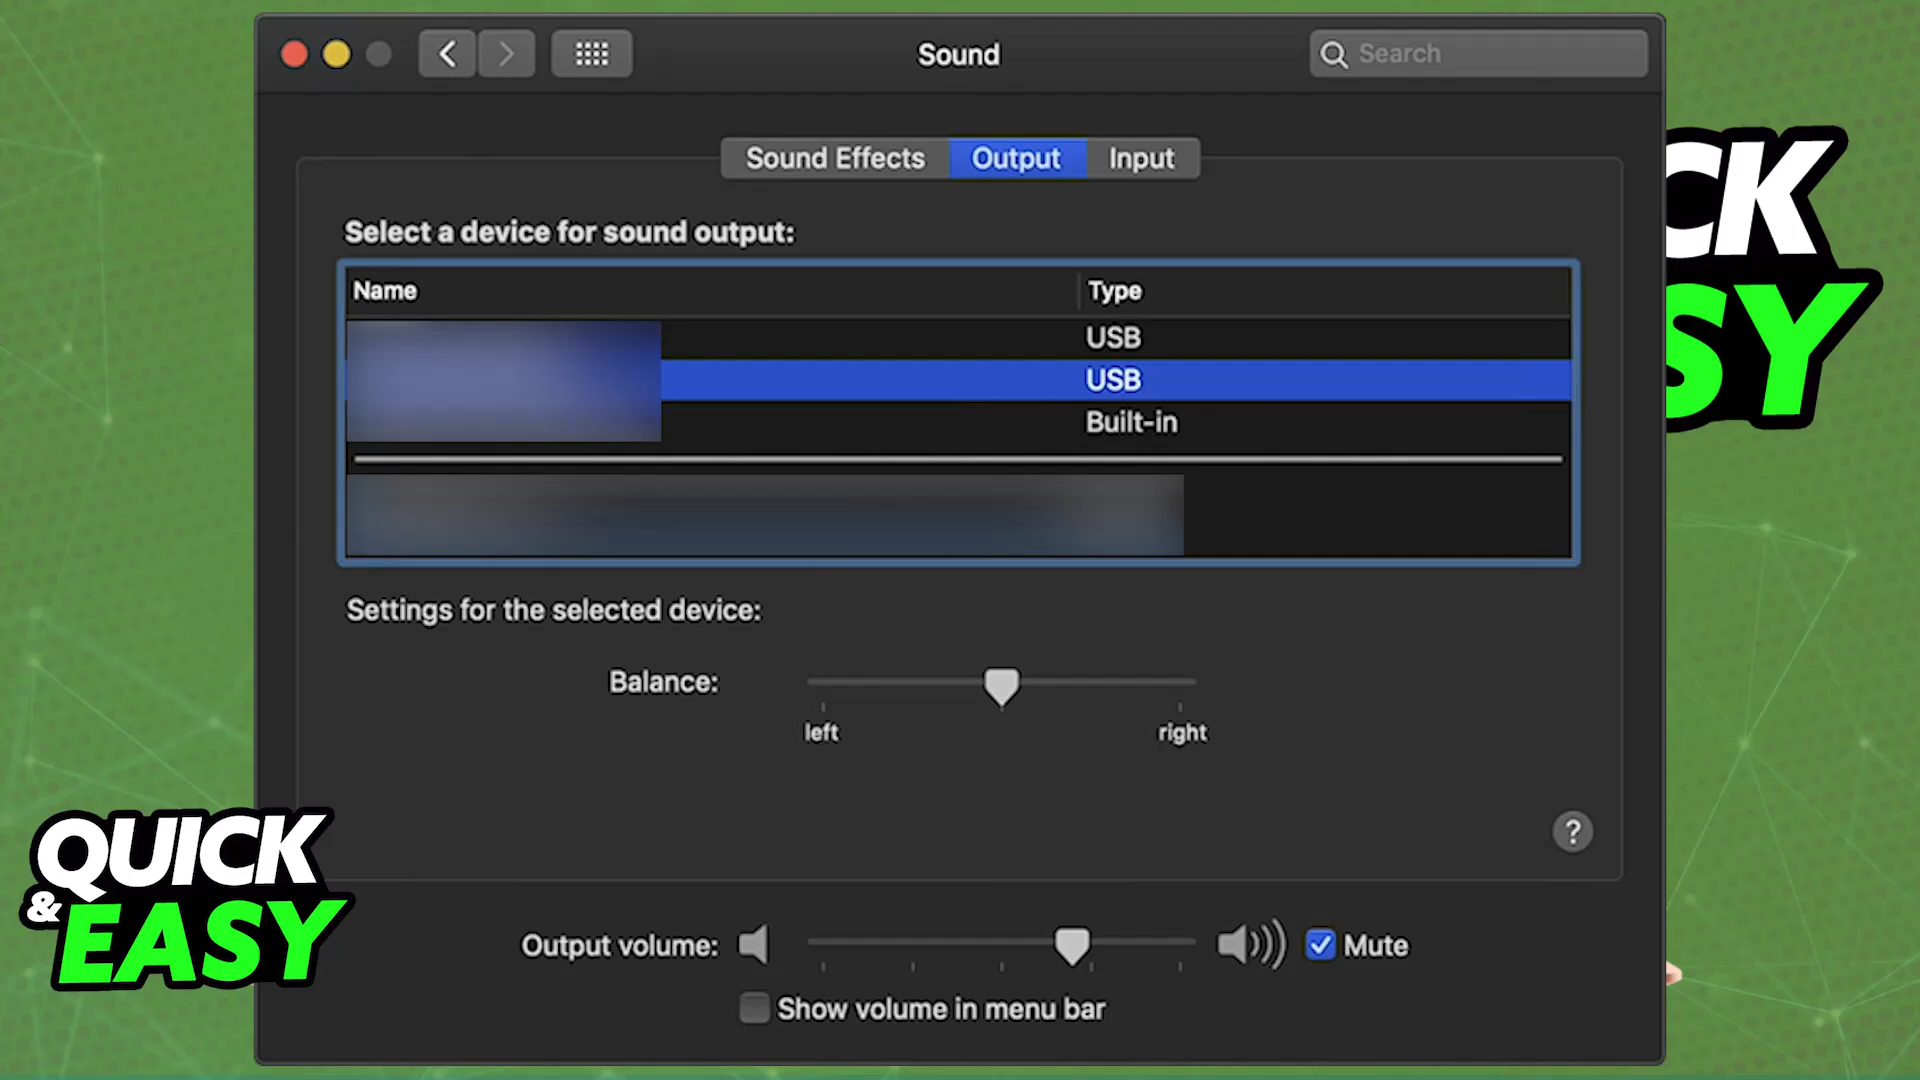 Sound
Search
Sound Effects
Output
Input
Select a device for sound output:
Name
Type
USB
USB
Built-in
Settings for the selected device:
Balance:
left
right
?
Output volume:
Mute
Show volume in menu bar
QUICK
& EASY
CK
SY